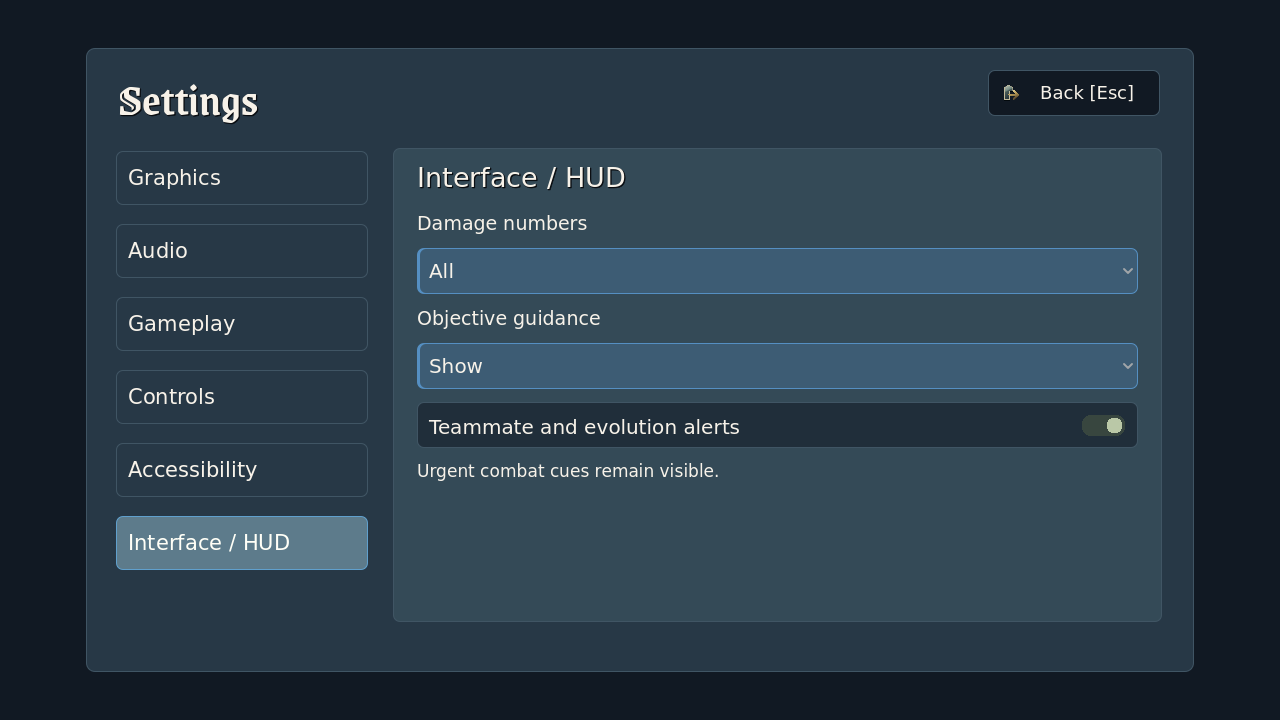 Settings
Back [Esc]
Graphics
Audio
Gameplay
Controls
Accessibility
Interface / HUD
Interface / HUD
Damage numbers
All
Objective guidance
Show
Teammate and evolution alerts
Urgent combat cues remain visible.